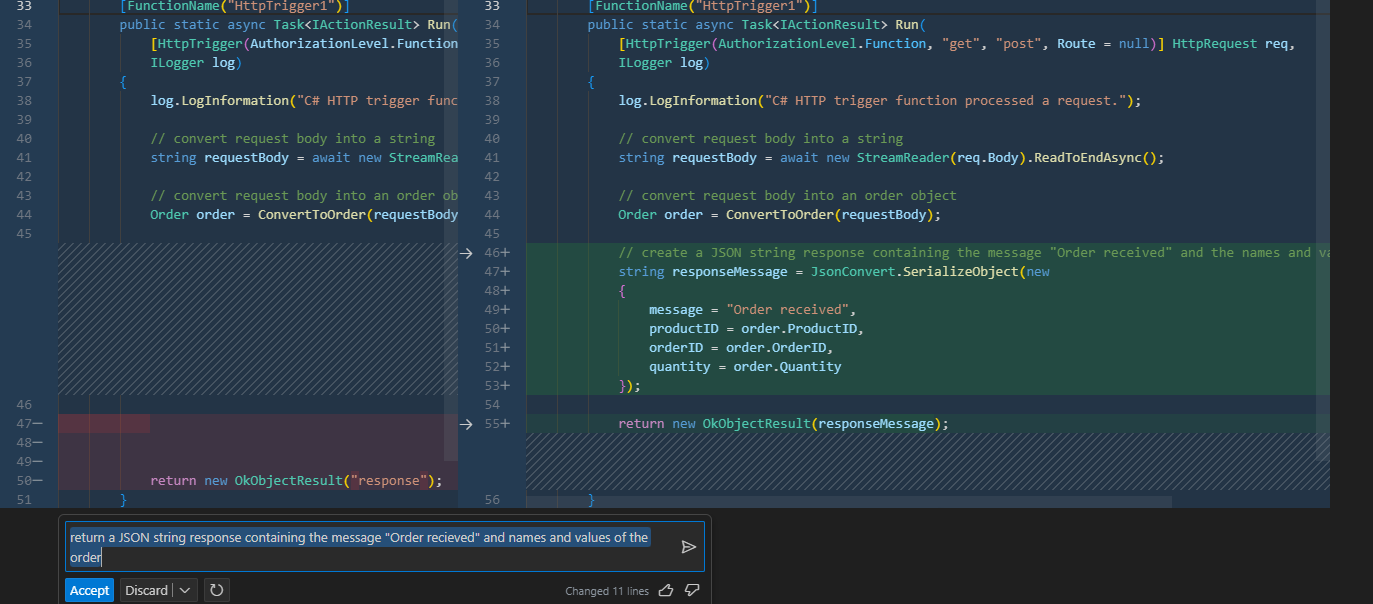 33 [FunctionName("HttpTrigger1")]
34 public static async Task<IActionResult> Run(
35 [HttpTrigger(AuthorizationLevel.Function
36 ILogger log)
37 {
38 log.LogInformation("C# HTTP trigger func
39
40 // convert request body into a string
41 string requestBody = await new StreamRea
42
43 // convert request body into an order ob
44 Order order = ConvertToOrder(requestBody
45
46
47—
48—
49—
50— return new OkObjectResult("response");
51 }
33 [FunctionName("HttpTrigger1")]
34 public static async Task<IActionResult> Run(
35 [HttpTrigger(AuthorizationLevel.Function, "get", "post", Route = null)] HttpRequest req,
36 ILogger log)
37 {
38 log.LogInformation("C# HTTP trigger function processed a request.");
39
40 // convert request body into a string
41 string requestBody = await new StreamReader(req.Body).ReadToEndAsync();
42
43 // convert request body into an order object
44 Order order = ConvertToOrder(requestBody);
45
46+ // create a JSON string response containing the message "Order received" and the names and va
47+ string responseMessage = JsonConvert.SerializeObject(new
48+ {
49+ message = "Order received",
50+ productID = order.ProductID,
51+ orderID = order.OrderID,
52+ quantity = order.Quantity
53+ });
54
55+ return new OkObjectResult(responseMessage);
56 }
return a JSON string response containing the message "Order recieved" and names and values of the
order
Accept Discard Changed 11 lines